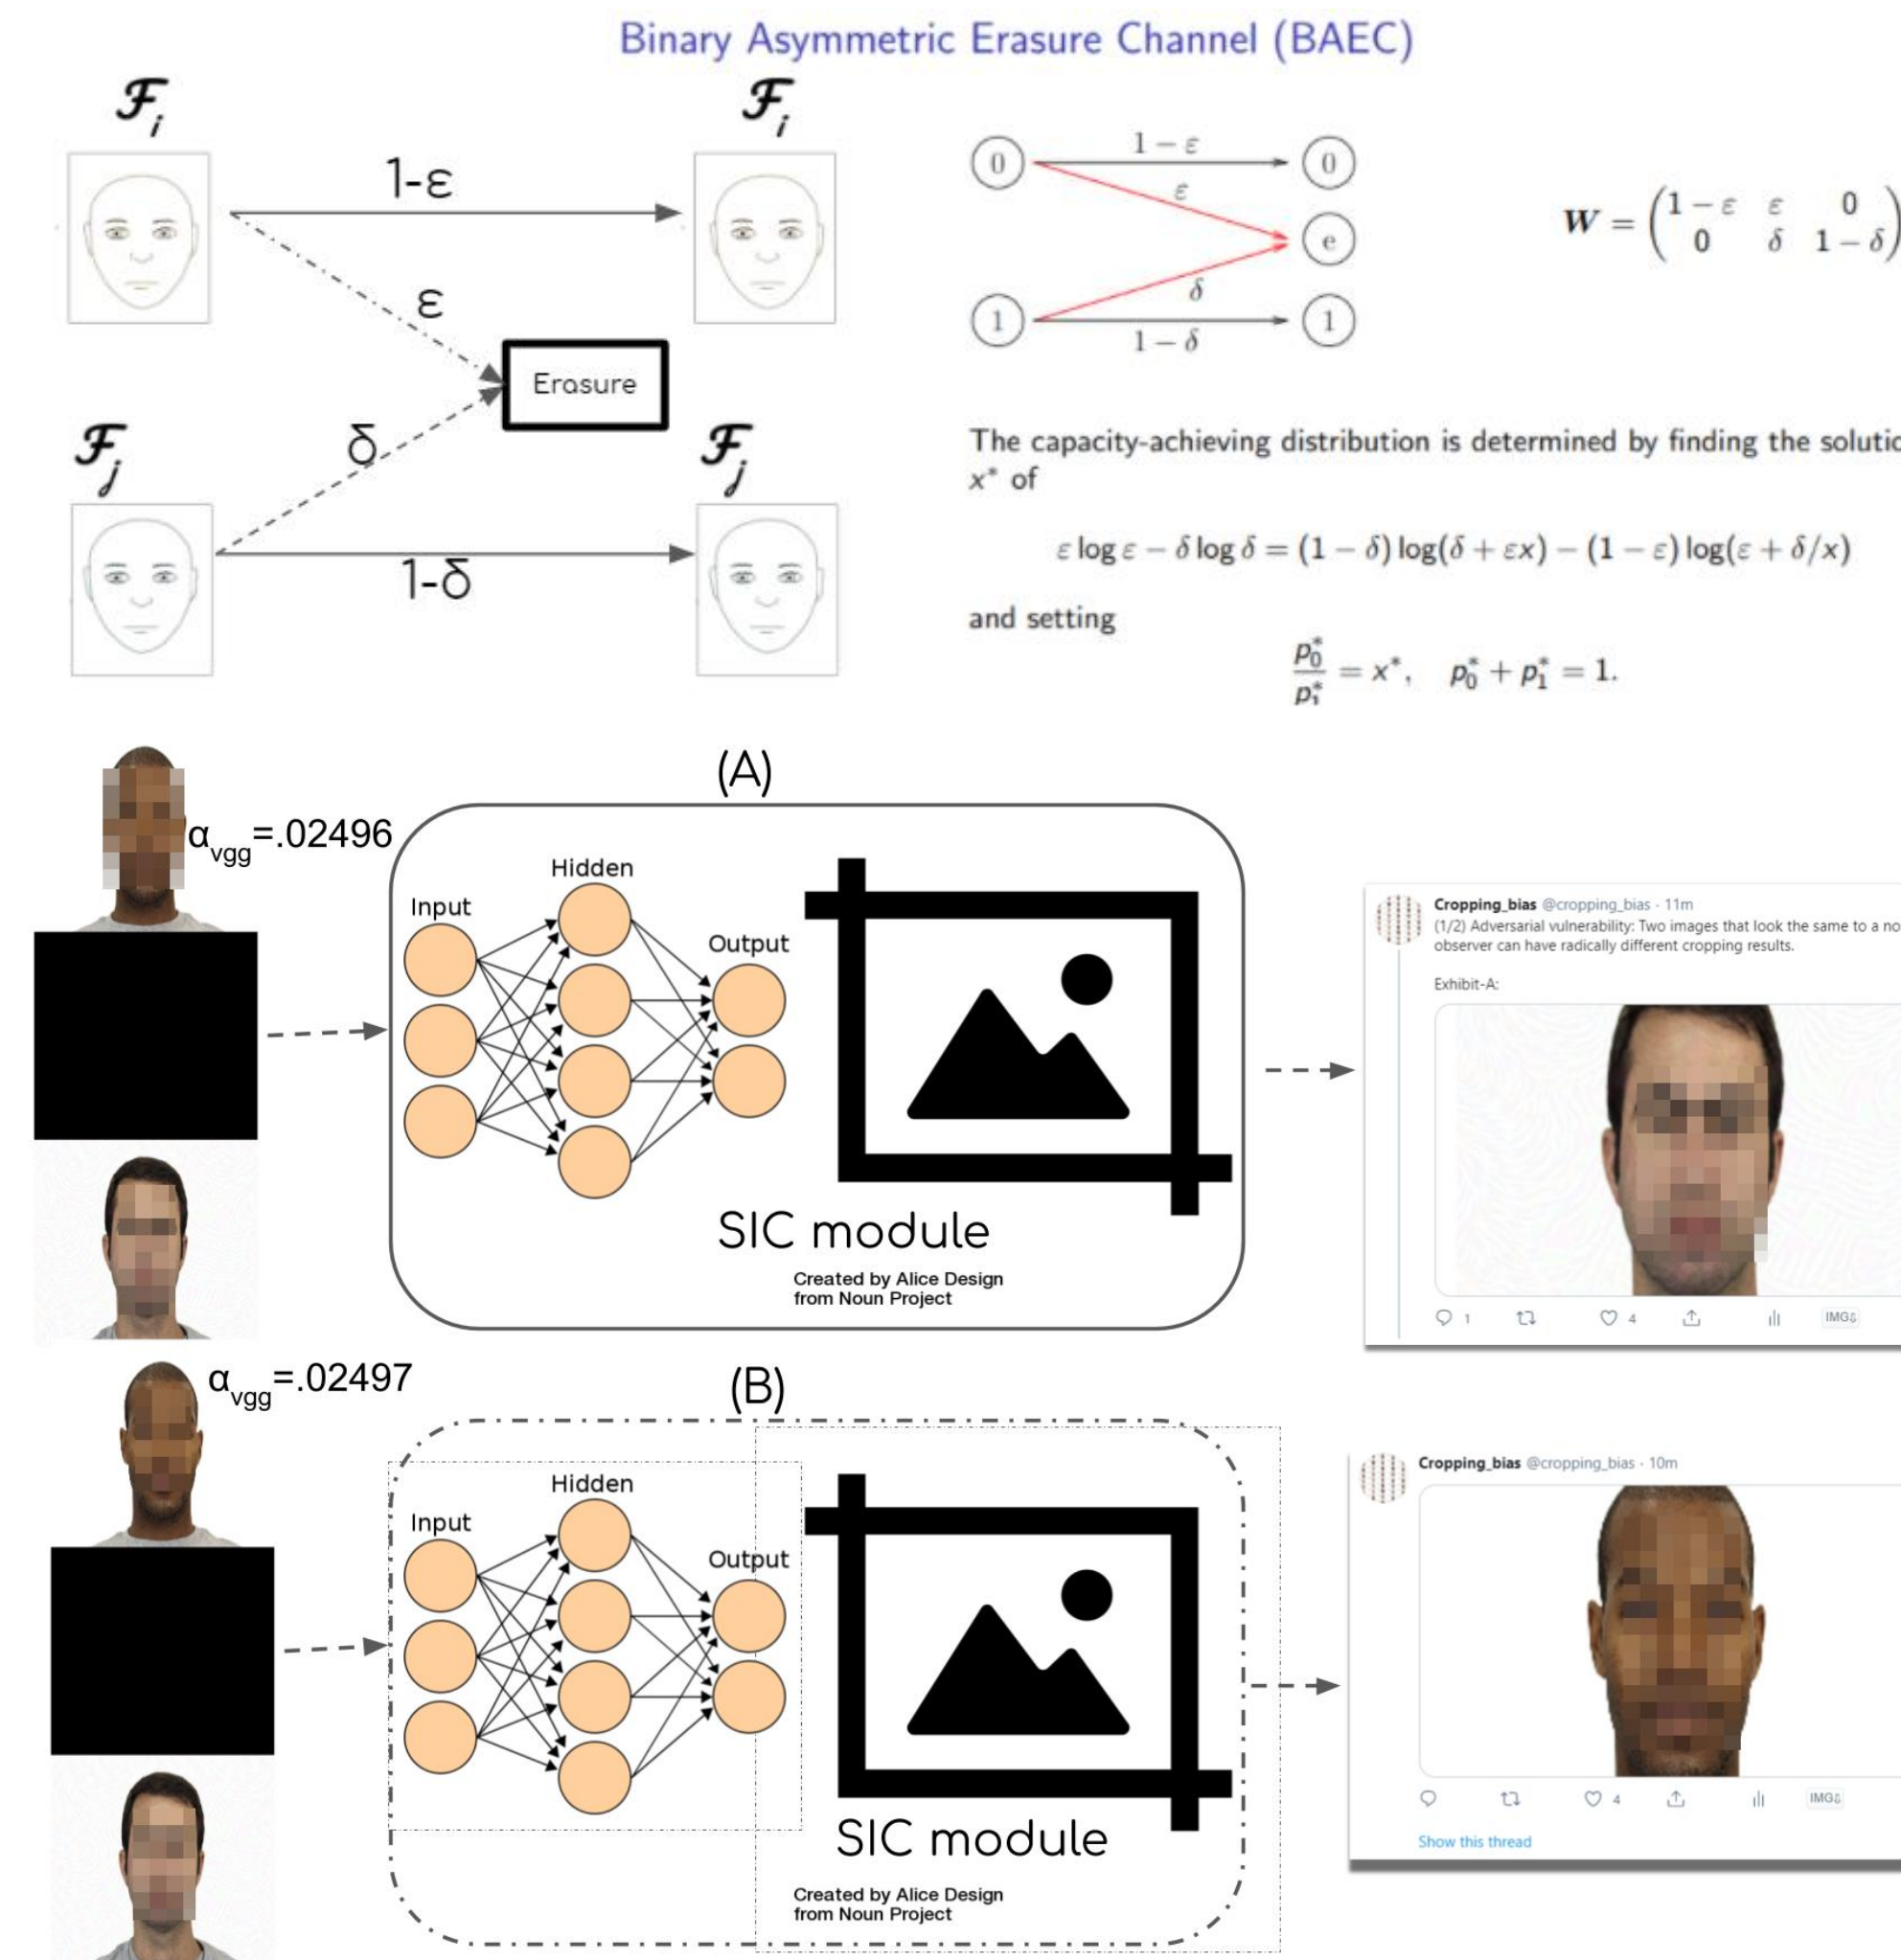 Binary Asymmetric Erasure Channel (BAEC)
ℱi
ℱi
1-ε
ε
Erasure
ℱj
ℱj
δ
1-δ
0
1 − ε
0
ε
e
δ
1
1 − δ
1
W = (1 − ε ε 0
0 δ 1 − δ)
The capacity-achieving distribution is determined by finding the
x* of
ε log ε − δ log δ = (1 − δ) log(δ + εx) − (1 − ε) log(ε + δ/x)
and setting
p0*/p1* = x*, p0* + p1* = 1.
(A)
αvgg=.02496
Input
Hidden
Output
SIC module
Created by Alice Design
from Noun Project
Cropping_bias @cropping_bias · 11m
(1/2) Adversarial vulnerability: Two images that look the same to a
observer can have radically different cropping results.
Exhibit-A:
1
4
IMG
(B)
αvgg=.02497
Input
Hidden
Output
SIC module
Created by Alice Design
from Noun Project
Cropping_bias @cropping_bias · 10m
4
IMG
Show this thread